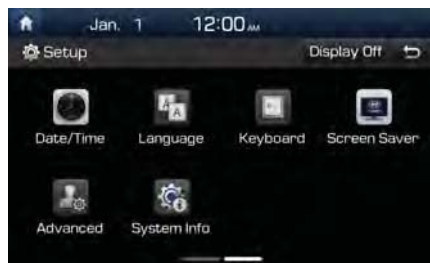 Jan. 1 12:00 AM
Setup Display Off
Date/Time Language Keyboard Screen Saver
Advanced System Info